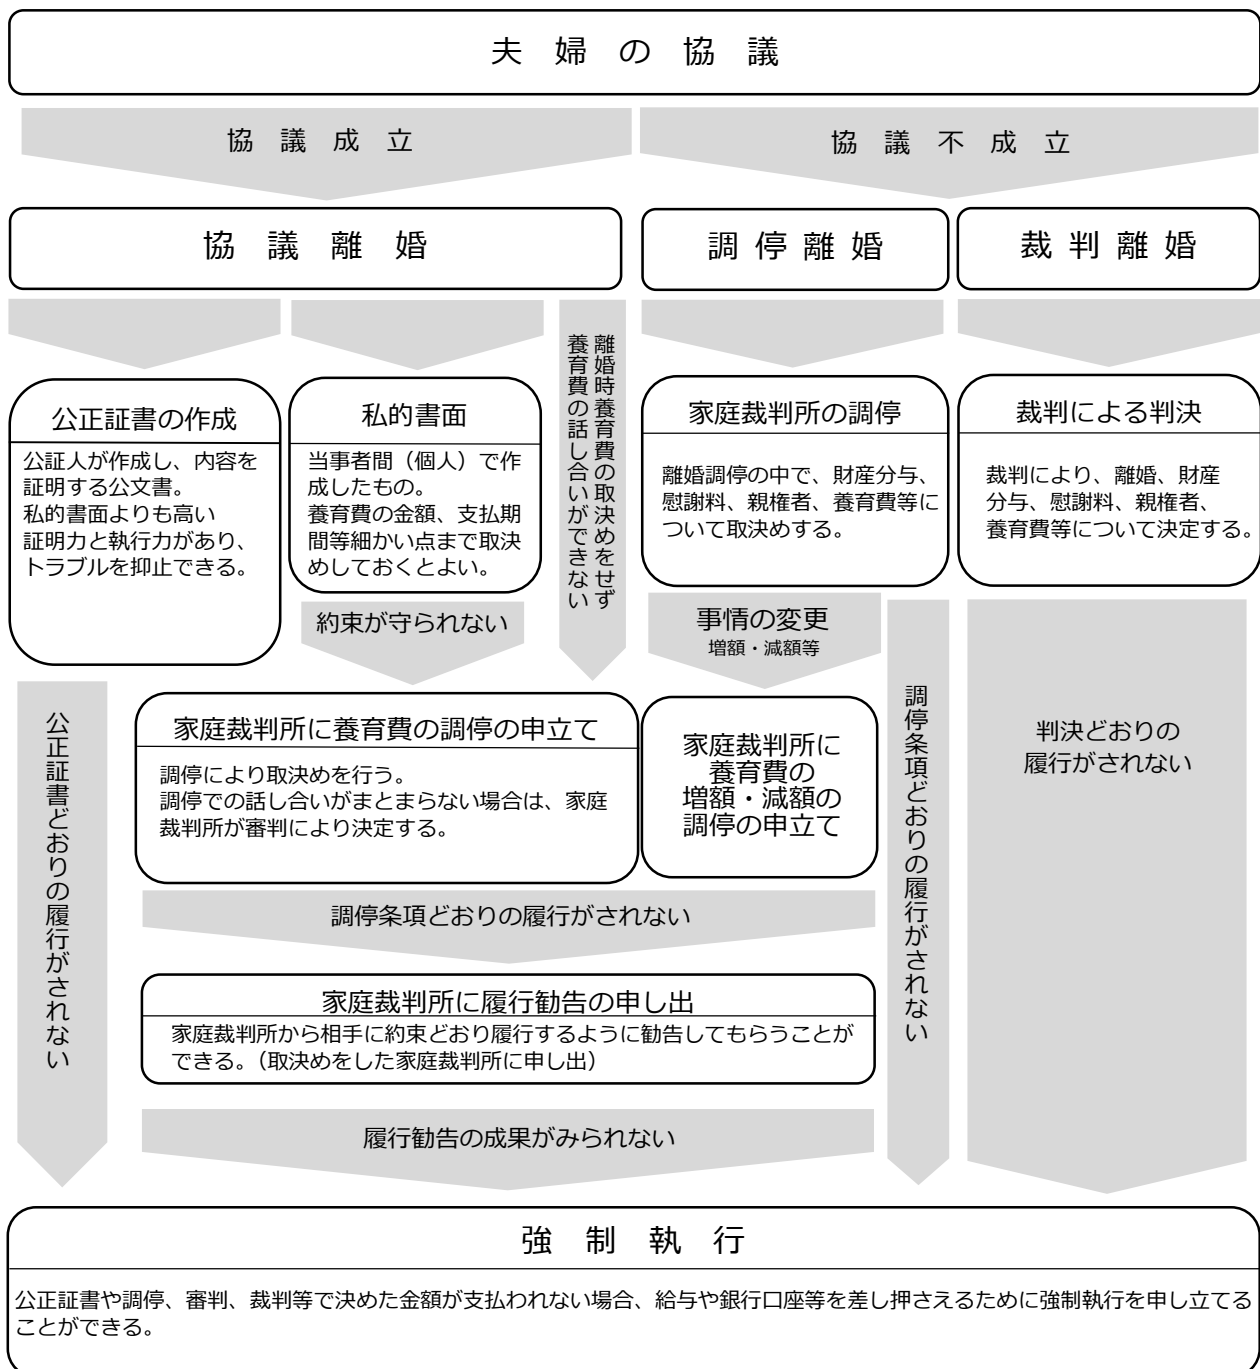 夫婦の協議
協議成立
協議不成立
協議離婚
調停離婚
裁判離婚
公正証書の作成
公証人が作成し、内容を
証明する公文書。
私的書面よりも高い
証明力と執行力があり、
トラブルを抑止できる。
私的書面
当事者間（個人）で作
成したもの。
養育費の金額、支払期
間等細かい点まで取決
めしておくとよい。
離婚時養育費の取決めをせず
養育費の話し合いができない
家庭裁判所の調停
離婚調停の中で、財産分与、
慰謝料、親権者、養育費等に
ついて取決めする。
裁判による判決
裁判により、離婚、財産
分与、慰謝料、親権者、
養育費等について決定する。
約束が守られない
事情の変更
増額・減額等
公正証書どおりの履行がされない
家庭裁判所に養育費の調停の申立て
調停により取決めを行う。
調停での話し合いがまとまらない場合は、家庭
裁判所が審判により決定する。
家庭裁判所に
養育費の
増額・減額の
調停の申立て
調停条項どおりの履行がされない
判決どおりの
履行がされない
調停条項どおりの履行がされない
家庭裁判所に履行勧告の申し出
家庭裁判所から相手に約束どおり履行するように勧告してもらうことが
できる。（取決めをした家庭裁判所に申し出）
履行勧告の成果がみられない
強制執行
公正証書や調停、審判、裁判等で決めた金額が支払われない場合、給与や銀行口座等を差し押さえるために強制執行を申し立てる
ことができる。